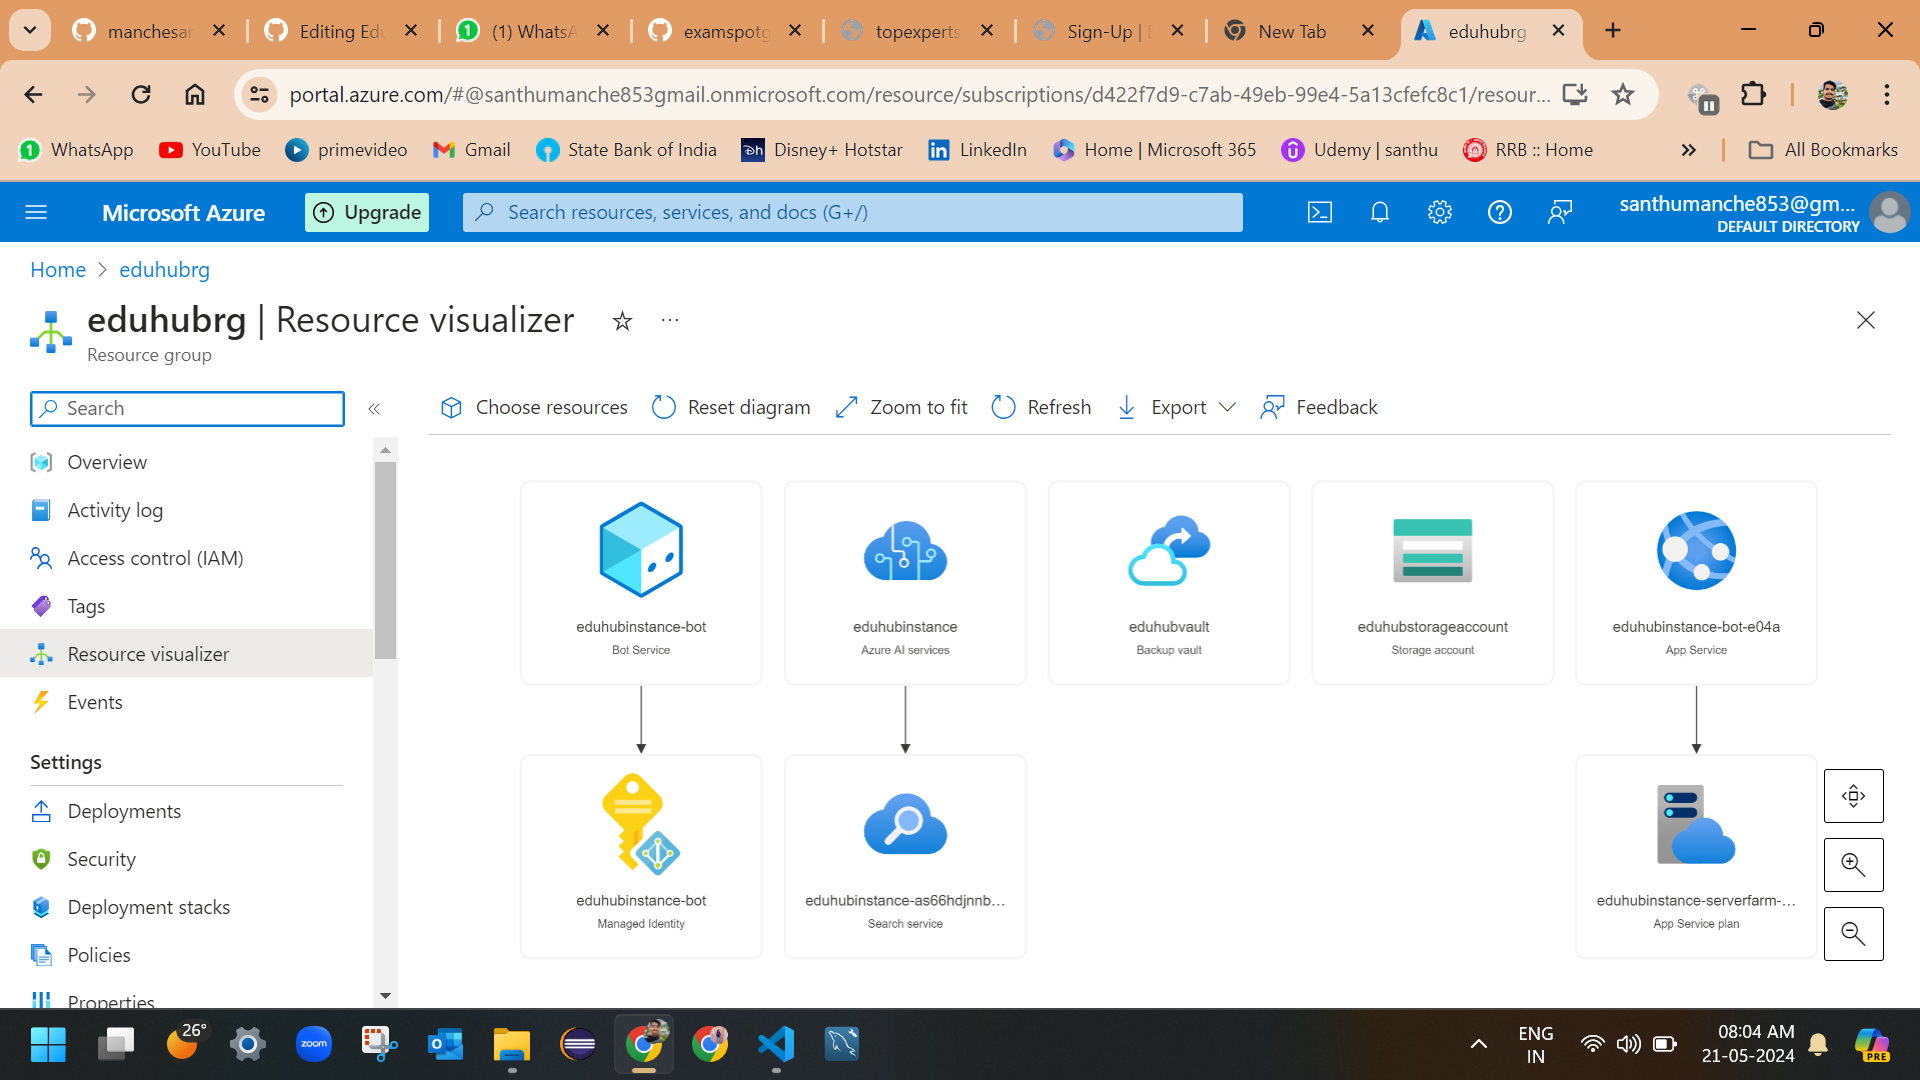 manchesa
Editing Edu
(1) WhatsA
examspotg
topexperts
Sign-Up | E
New Tab
eduhubrg
portal.azure.com/#@santhumanche853gmail.onmicrosoft.com/resource/subscriptions/d422f7d9-c7ab-49eb-99e4-5a13cfefc8c1/resour...
WhatsApp
YouTube
primevideo
Gmail
State Bank of India
Disney+ Hotstar
LinkedIn
Home | Microsoft 365
Udemy | santhu
RRB :: Home
All Bookmarks
Microsoft Azure
Upgrade
Search resources, services, and docs (G+/)
santhumanche853@gm...
DEFAULT DIRECTORY
Home > eduhubrg
eduhubrg | Resource visualizer
Resource group
Search
Choose resources
Reset diagram
Zoom to fit
Refresh
Export
Feedback
Overview
Activity log
Access control (IAM)
Tags
Resource visualizer
Events
Settings
Deployments
Security
Deployment stacks
Policies
Properties
eduhubinstance-bot
Bot Service
eduhubinstance
Azure AI services
eduhubvault
Backup vault
eduhubstorageaccount
Storage account
eduhubinstance-bot-e04a
App Service
eduhubinstance-bot
Managed Identity
eduhubinstance-as66hdjnnb...
Search service
eduhubinstance-serverfarm-...
App Service plan
26°
zoom
ENG
IN
08:04 AM
21-05-2024
PRE